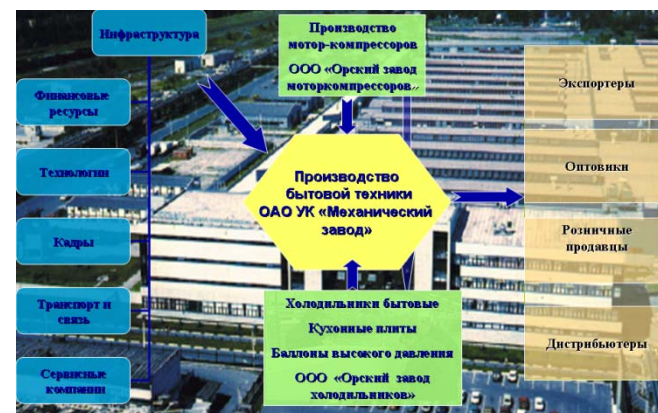 Инфраструктура
Финансовые
ресурсы
Технологии
Кадры
Транспорт и
связь
Сервисные
компании
Производство
мотор-компрессоров
ООО «Орский завод
моторкомпрессоров»
Производство
бытовой техники
ОАО УК «Механический
завод»
Холодильники бытовые
Кухонные плиты
Баллоны высокого давления
ООО «Орский завод
холодильников»
Экспортеры
Оптовики
Розничные
продавцы
Дистрибьютеры